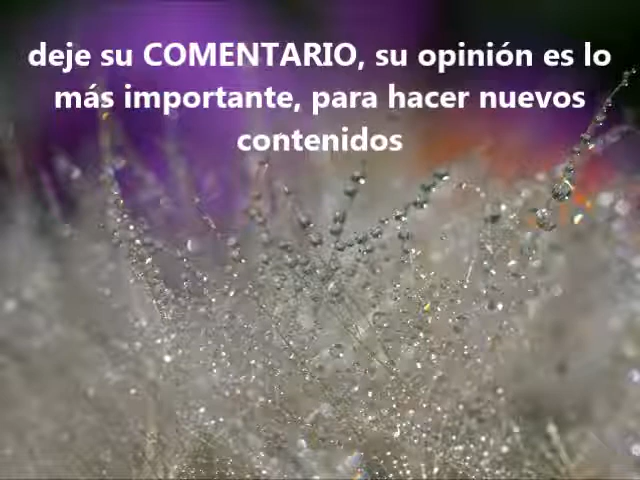 deje su COMENTARIO, su opinión es lo
más importante, para hacer nuevos
contenidos